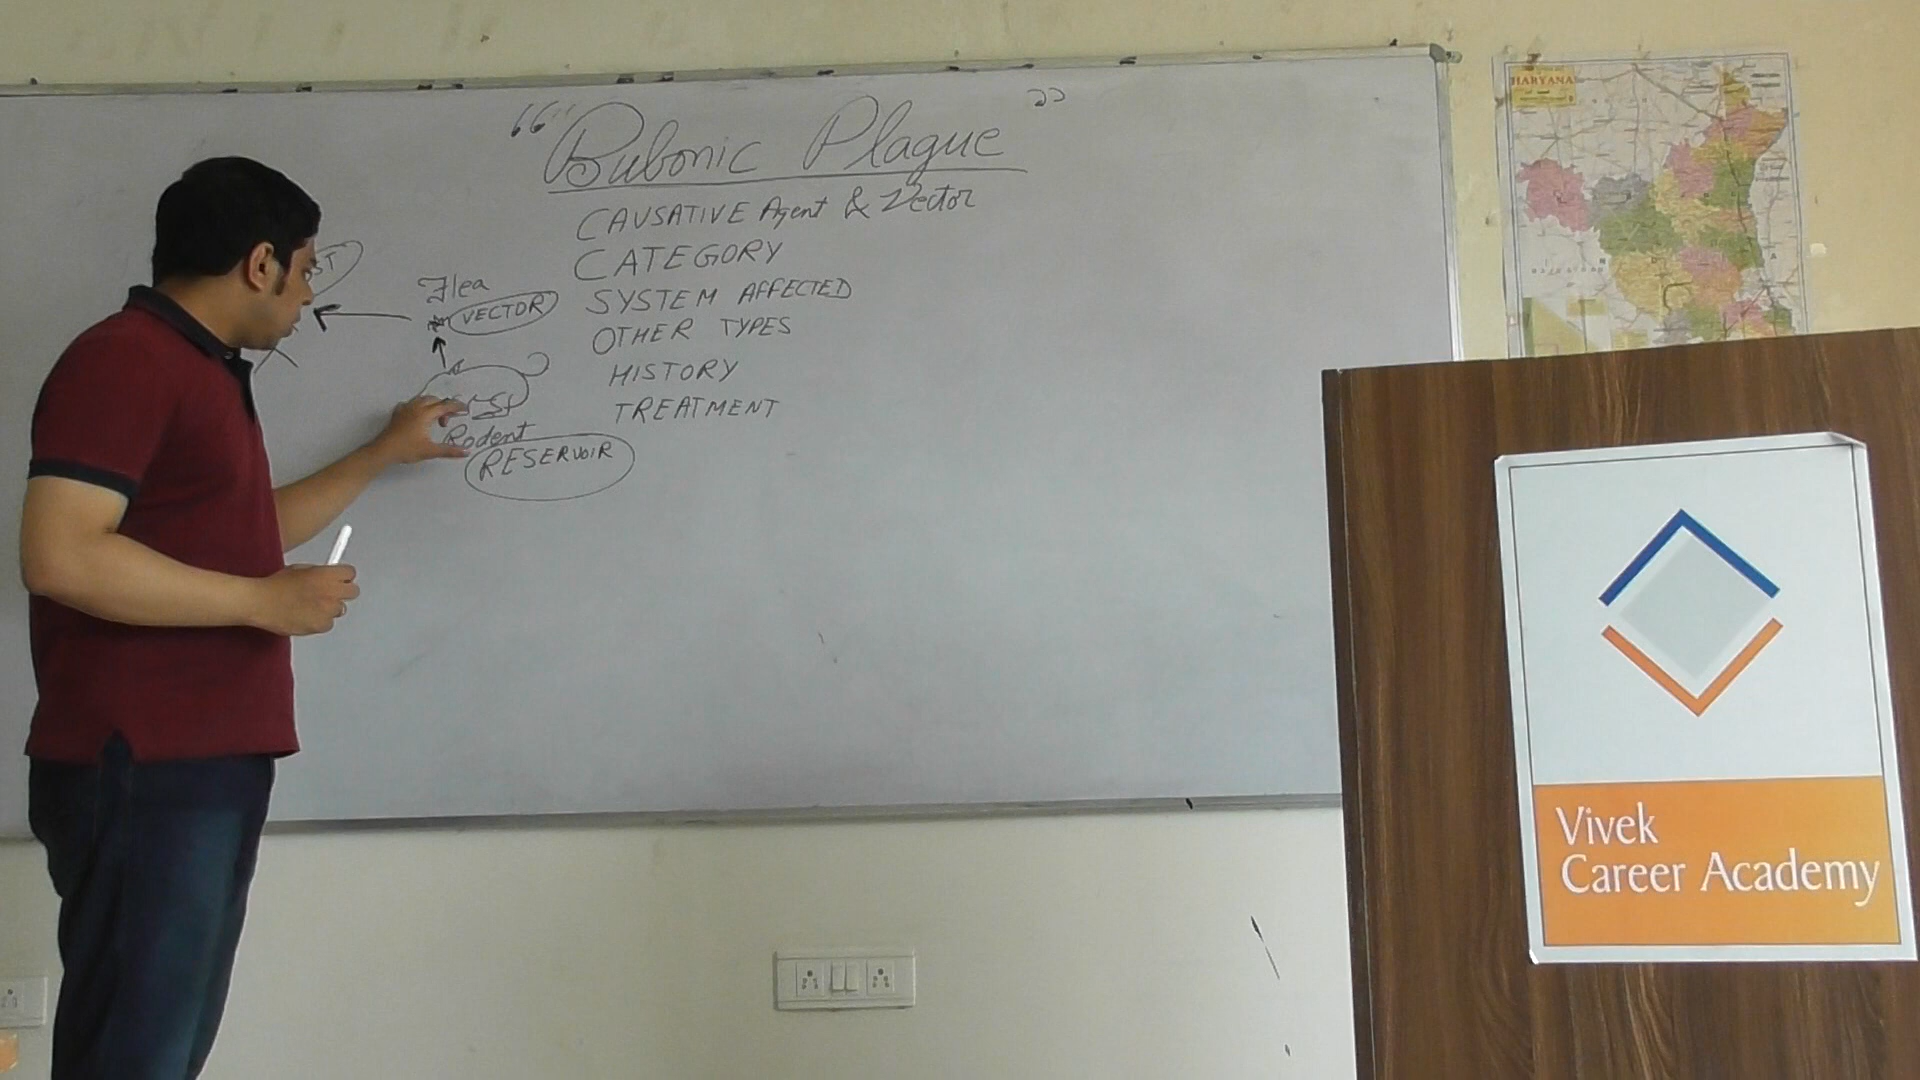 "Bubonic Plague"
CAUSATIVE Agent & Vector
CATEGORY
SYSTEM AFFECTED
OTHER TYPES
HISTORY
TREATMENT
Flea
VECTOR
Rodent
RESERVOIR
HARYANA
Vivek
Career Academy